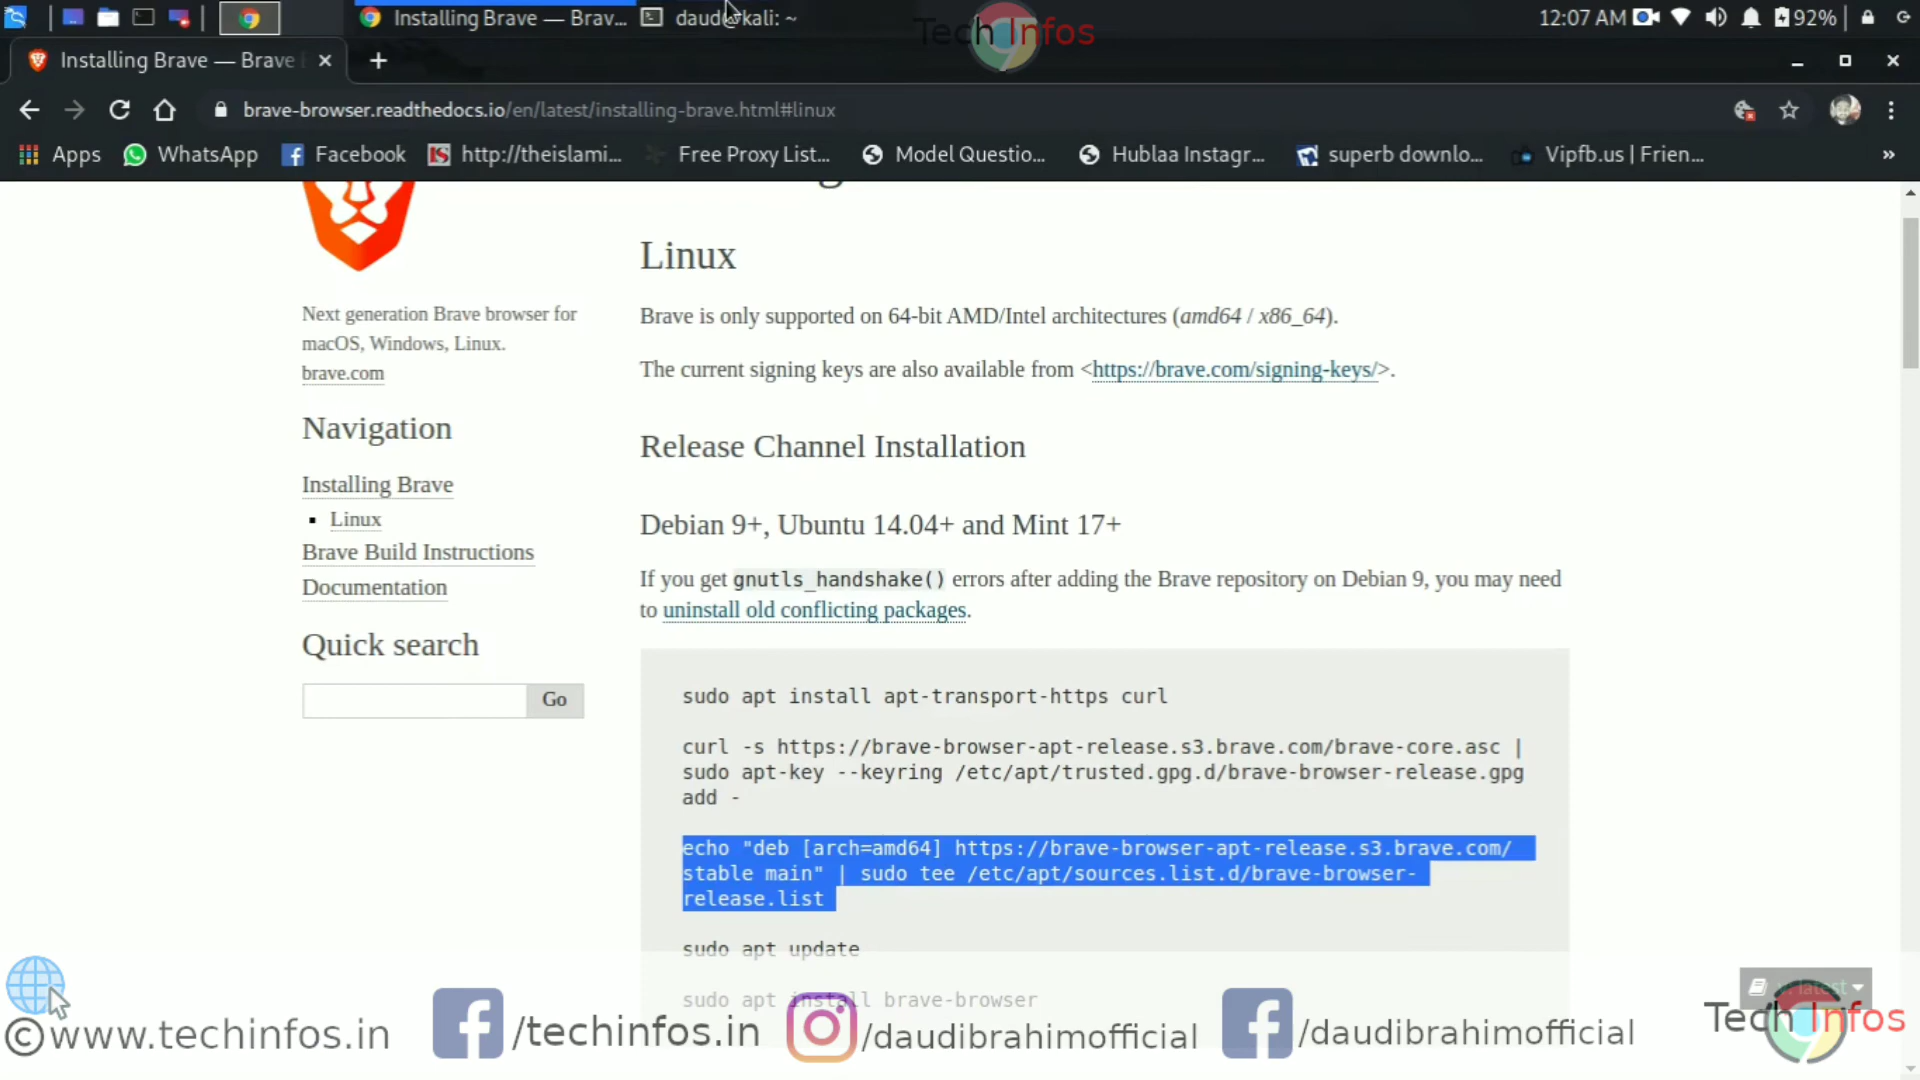 Installing Brave — Brav...
daud@kali: ~
Tech Infos
12:07 AM
92%
Installing Brave — Brave
brave-browser.readthedocs.io/en/latest/installing-brave.html#linux
Apps
WhatsApp
Facebook
http://theislami...
Free Proxy List...
Model Questio...
Hublaa Instagr...
superb downlo...
Vipfb.us | Frien...
»
Next generation Brave browser for
macOS, Windows, Linux.
brave.com
Navigation
Installing Brave
Linux
Brave Build Instructions
Documentation
Quick search
Go
Linux
Brave is only supported on 64-bit AMD/Intel architectures (amd64 / x86_64).
The current signing keys are also available from <https://brave.com/signing-keys/>.
Release Channel Installation
Debian 9+, Ubuntu 14.04+ and Mint 17+
If you get gnutls_handshake() errors after adding the Brave repository on Debian 9, you may need
to uninstall old conflicting packages.
sudo apt install apt-transport-https curl
curl -s https://brave-browser-apt-release.s3.brave.com/brave-core.asc |
sudo apt-key --keyring /etc/apt/trusted.gpg.d/brave-browser-release.gpg
add -
echo "deb [arch=amd64] https://brave-browser-apt-release.s3.brave.com/
stable main" | sudo tee /etc/apt/sources.list.d/brave-browser-
release.list
sudo apt update
sudo apt install brave-browser
latest
©www.techinfos.in
/techinfos.in
/daudibrahimofficial
/daudibrahimofficial
Tech Infos